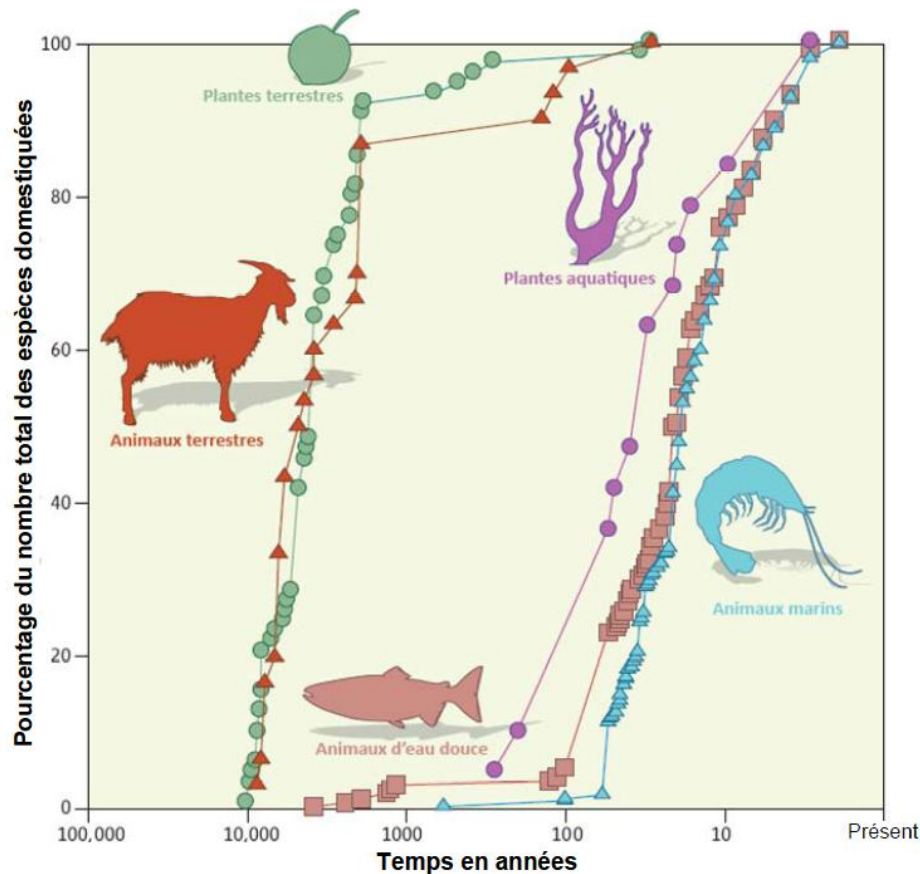 Pourcentage du nombre total des espèces domestiquées
100
80
60
40
20
0
Plantes terrestres
Plantes aquatiques
Animaux terrestres
Animaux marins
Animaux d'eau douce
100,000
10,000
1000
100
10
Présent
Temps en années